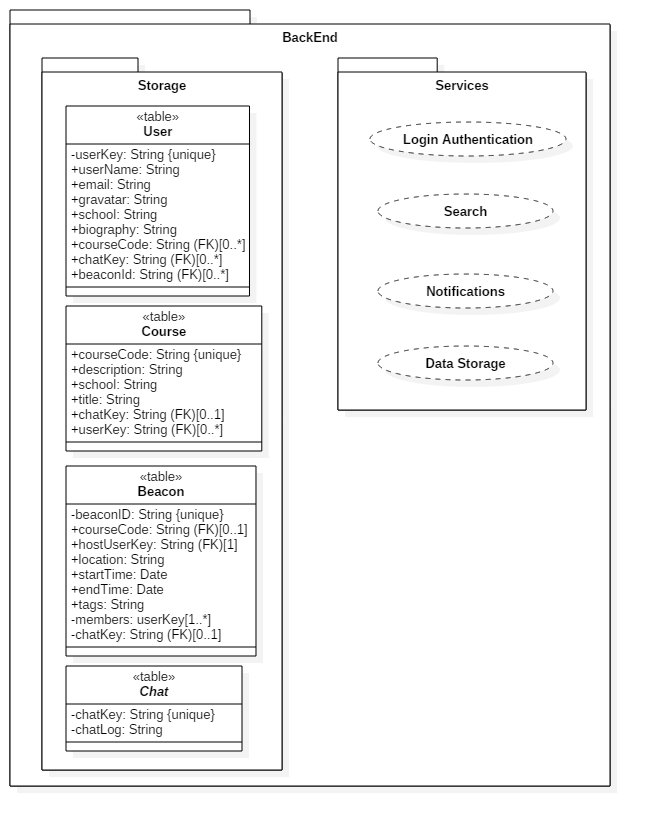 BackEnd
Storage
«table»
User
-userKey: String {unique}
+userName: String
+email: String
+gravatar: String
+school: String
+biography: String
+courseCode: String (FK)[0..*]
+chatKey: String (FK)[0..*]
+beaconId: String (FK)[0..*]
«table»
Course
+courseCode: String {unique}
+description: String
+school: String
+title: String
+chatKey: String (FK)[0..1]
+userKey: String (FK)[0..*]
«table»
Beacon
-beaconID: String {unique}
+courseCode: String (FK)[0..1]
+hostUserKey: String (FK)[1]
+location: String
+startTime: Date
+endTime: Date
+tags: String
-members: userKey[1..*]
-chatKey: String (FK)[0..1]
«table»
Chat
-chatKey: String {unique}
-chatLog: String
Services
Login Authentication
Search
Notifications
Data Storage